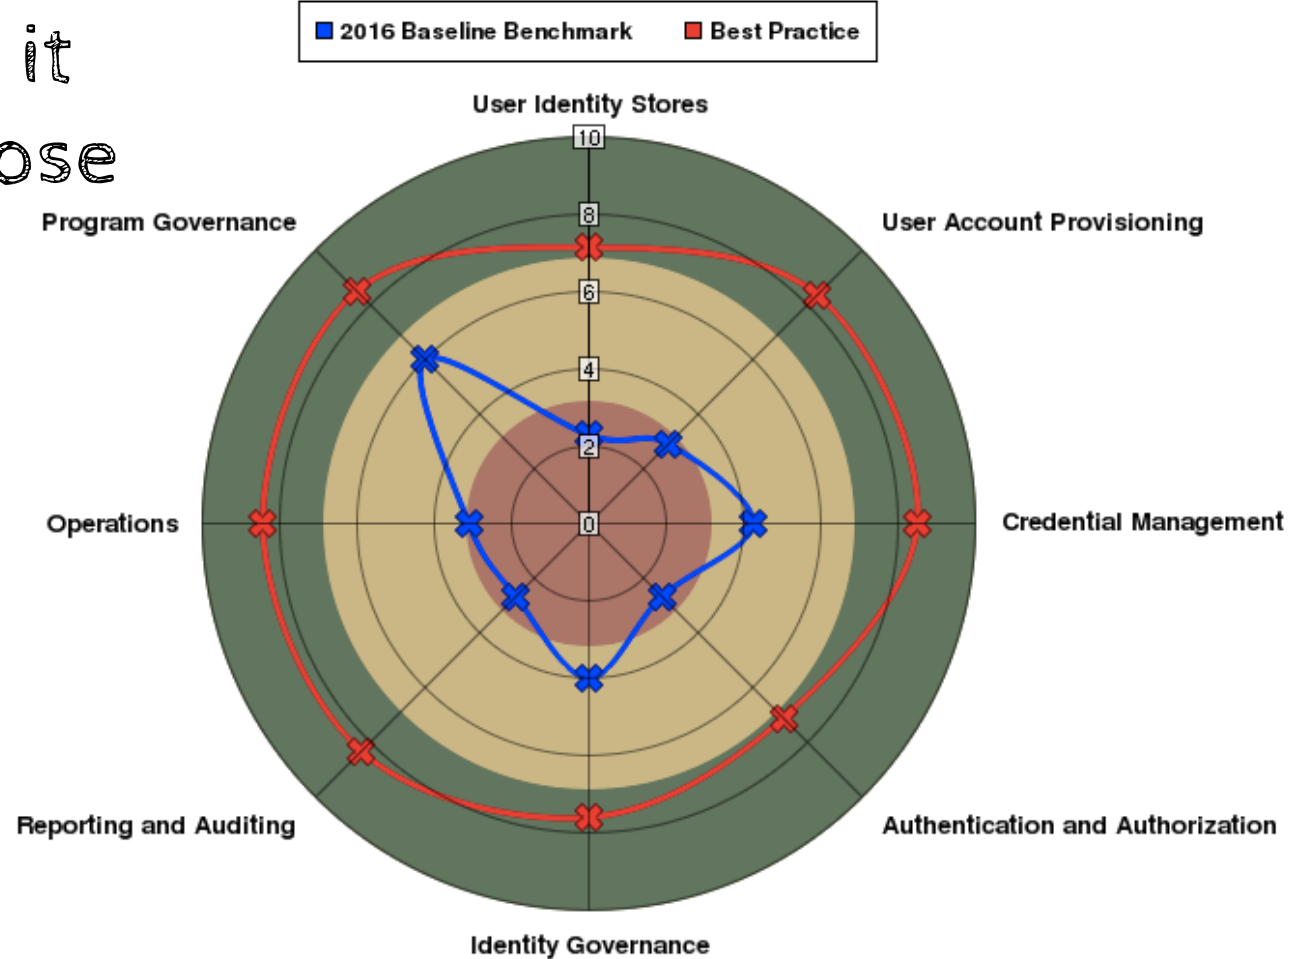 it
ose
2016 Baseline Benchmark Best Practice
User Identity Stores
10
Program Governance
8
User Account Provisioning
6
4
2
Operations
0
Credential Management
Reporting and Auditing
Authentication and Authorization
Identity Governance